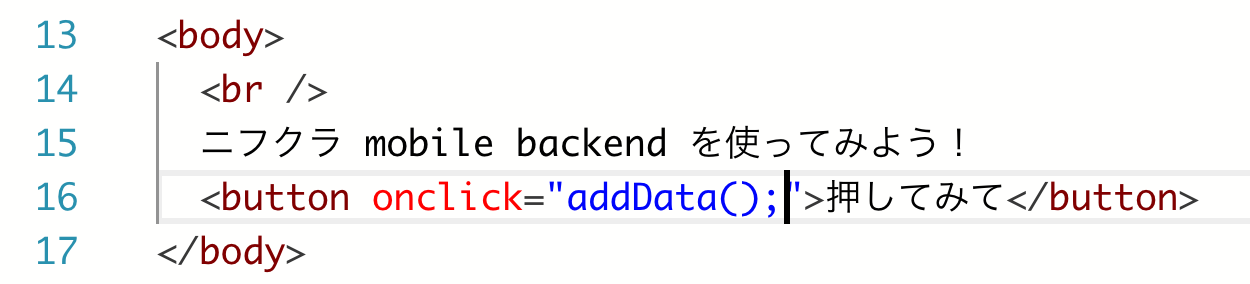 13 <body>
14 <br />
15 ニフクラ mobile backend を使ってみよう！
16 <button onclick="addData();">押してみて</button>
17 </body>